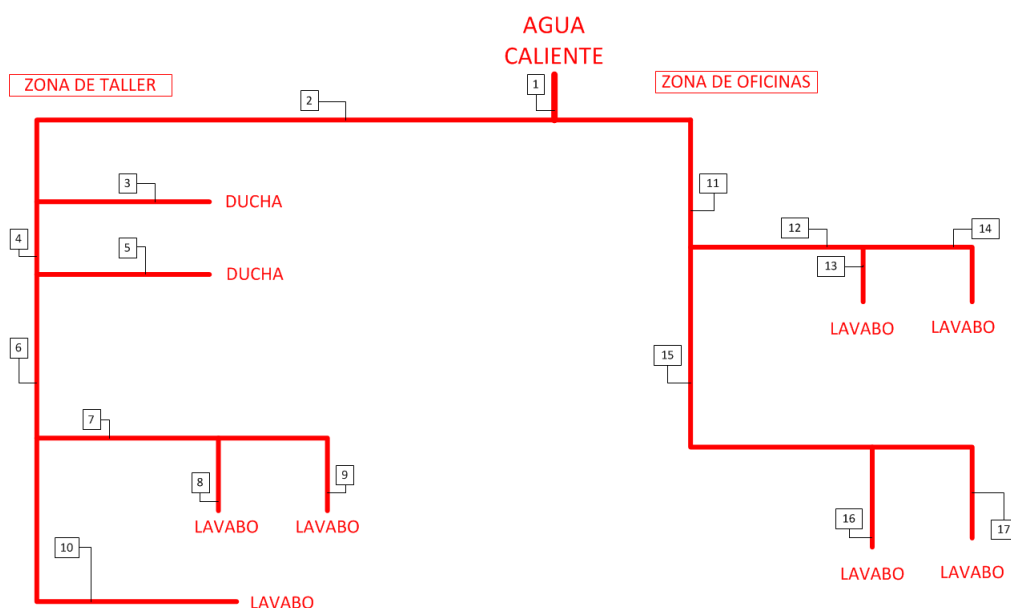 AGUA
CALIENTE
ZONA DE TALLER
ZONA DE OFICINAS
1
2
3
DUCHA
11
12
14
4
5
DUCHA
13
LAVABO
LAVABO
6
15
7
8
9
LAVABO
LAVABO
16
17
10
LAVABO
LAVABO
LAVABO